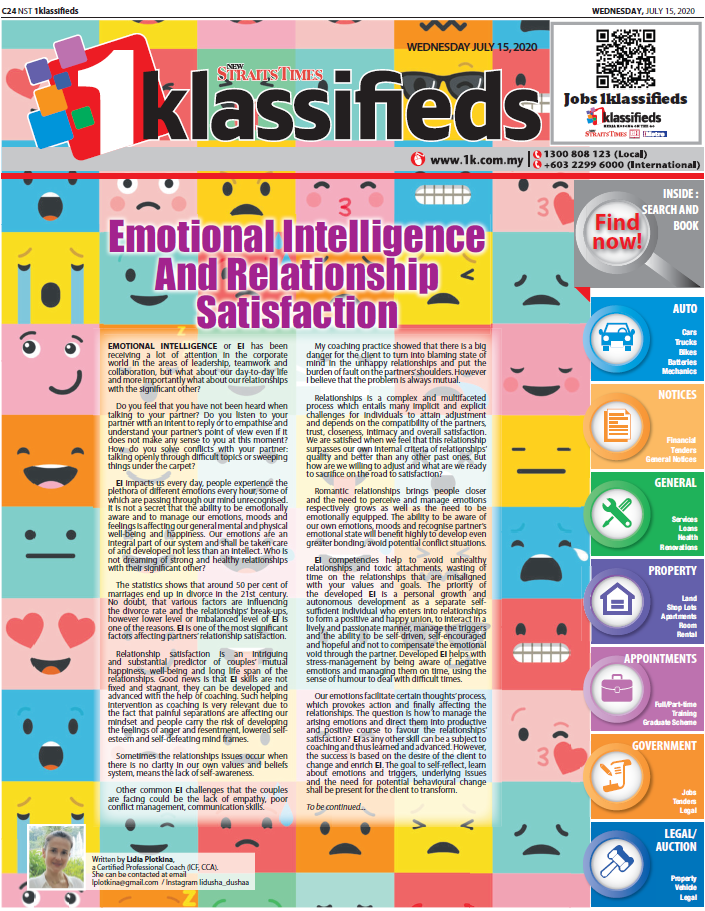 C24 NST 1klassifieds
WEDNESDAY, JULY 15, 2020
WEDNESDAY JULY 15, 2020
NEW
STRAITS TIMES
1klassifieds
Jobs 1klassifieds
1klassifieds
NEW STRAITS TIMES
www.1k.com.my
1300 808 123 (Local)
+603 2299 6000 (International)
Emotional Intelligence
And Relationship
Satisfaction
EMOTIONAL INTELLIGENCE or EI has been
receiving a lot of attention in the corporate
world in the areas of leadership, teamwork and
collaboration, but what about our day-to-day life
and more importantly what about our relationships
with the significant other?
Do you feel that you have not been heard when
talking to your partner? Do you listen to your
partner with an intent to reply or to empathise and
understand your partner's point of view even if it
does not make any sense to you at this moment?
How do you solve conflicts with your partner:
talking openly through difficult topics or sweeping
things under the carpet?
EI impacts us every day, people experience the
plethora of different emotions every hour, some of
which are passing through our mind unrecognised.
It is not a secret that the ability to be emotionally
aware and to manage our emotions, moods and
feelings is affecting our general mental and physical
well-being and happiness. Our emotions are an
integral part of our system and shall be taken care
of and developed not less than an intellect. Who is
not dreaming of strong and healthy relationships
with their significant other?
The statistics shows that around 50 per cent of
marriages end up in divorce in the 21st century.
No doubt, that various factors are influencing
the divorce rate and the relationships' break-ups,
however lower level or imbalanced level of EI is
one of the reasons. EI is one of the most significant
factors affecting partners' relationship satisfaction.
Relationship satisfaction is an intriguing
and substantial predictor of couples' mutual
happiness, well-being and long life span of the
relationships. Good news is that EI skills are not
fixed and stagnant, they can be developed and
advanced with the help of coaching. Such helping
intervention as coaching is very relevant due to
the fact that painful separations are affecting our
mindset and people carry the risk of developing
the feelings of anger and resentment, lowered self-
esteem and self-defeating mind frames.
Sometimes the relationships issues occur when
there is no clarity in our own values and beliefs
system, means the lack of self-awareness.
Other common EI challenges that the couples
are facing could be the lack of empathy, poor
conflict management, communication skills.
My coaching practice showed that there is a big
danger for the client to turn into blaming state of
mind in the unhappy relationships and put the
burden of fault on the partners' shoulders. However
I believe that the problem is always mutual.
Relationships is a complex and multifaceted
process which entails many implicit and explicit
challenges for individuals to attain adjustment
and depends on the compatibility of the partners,
trust, closeness, intimacy and overall satisfaction.
We are satisfied when we feel that this relationship
surpasses our own internal criteria of relationships'
quality and better than any other past ones. But
how are we willing to adjust and what are we ready
to sacrifice on the road to satisfaction?
Romantic relationships brings people closer
and the need to perceive and manage emotions
respectively grows as well as the need to be
emotionally equipped. The ability to be aware of
our own emotions, moods and recognise partner's
emotional state will benefit highly to develop even
greater bonding, avoid potential conflict situations.
EI competencies help to avoid unhealthy
relationships and toxic attachments, wasting of
time on the relationships that are misaligned
with your values and goals. The priority of
the developed EI is a personal growth and
autonomous development as a separate self-
sufficient individual who enters into relationships
to form a positive and happy union, to interact in a
lively and passionate manner, manage the triggers
and the ability to be self-driven, self-encouraged
and hopeful and not to compensate the emotional
void through the partner. Developed EI helps with
stress-management by being aware of negative
emotions and managing them on time, using the
sense of humour to deal with difficult times.
Our emotions facilitate certain thoughts' process,
which provokes action and finally affecting the
relationships. The question is how to manage the
arising emotions and direct them into productive
and positive course to favour the relationships'
satisfaction? EI as any other skill can be a subject to
coaching and thus learned and advanced. However,
the success is based on the desire of the client to
change and enrich EI. The goal to self-reflect, learn
about emotions and triggers, underlying issues
and the need for potential behavioural change
shall be present for the client to transform.
To be continued...
Written by Lidia Plotkina,
a Certified Professional Coach (ICF, CCA).
She can be contacted at email
lplotkina@gmail.com / Instagram lidusha_dushaa
INSIDE :
SEARCH AND
BOOK
Find
now!
AUTO
Cars
Trucks
Bikes
Batteries
Mechanics
NOTICES
Financial
Tenders
General Notices
GENERAL
Services
Loans
Health
Renovations
PROPERTY
Land
Shop Lots
Apartments
Room
Rental
APPOINTMENTS
Full/Part-time
Training
Graduate Scheme
GOVERNMENT
Jobs
Tenders
Legal
LEGAL/
AUCTION
Property
Vehicle
Legal